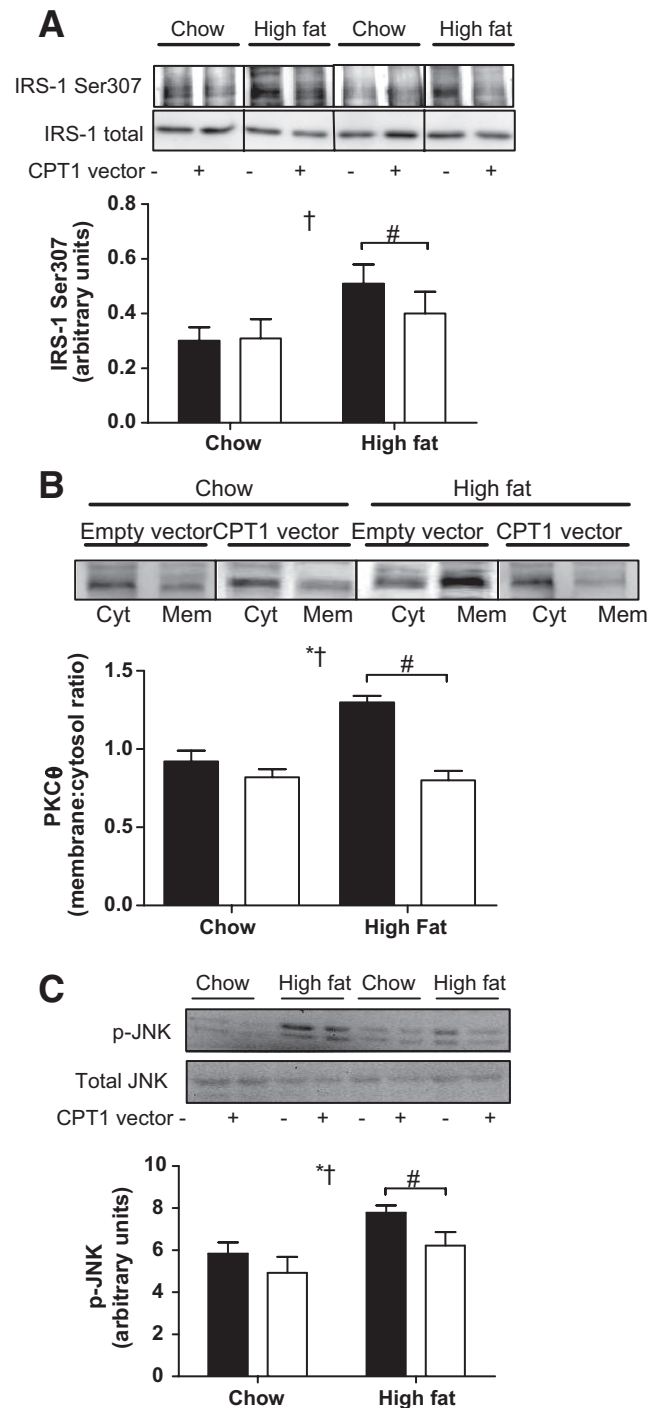 A
Chow High fat Chow High fat
IRS-1 Ser307
IRS-1 total
CPT1 vector - + - + - + - +
0.8
†
#
0.6
0.4
0.2
0.0
IRS-1 Ser307
(arbitrary units)
Chow High fat
B
Chow High fat
Empty vector CPT1 vector Empty vector CPT1 vector
Cyt Mem Cyt Mem Cyt Mem Cyt Mem
*†
#
1.5
1.0
0.5
0.0
PKCθ
(membrane:cytosol ratio)
Chow High Fat
C
Chow High fat Chow High fat
p-JNK
Total JNK
CPT1 vector - + - + - + - +
10
*†
#
8
6
4
2
0
p-JNK
(arbitrary units)
Chow High fat